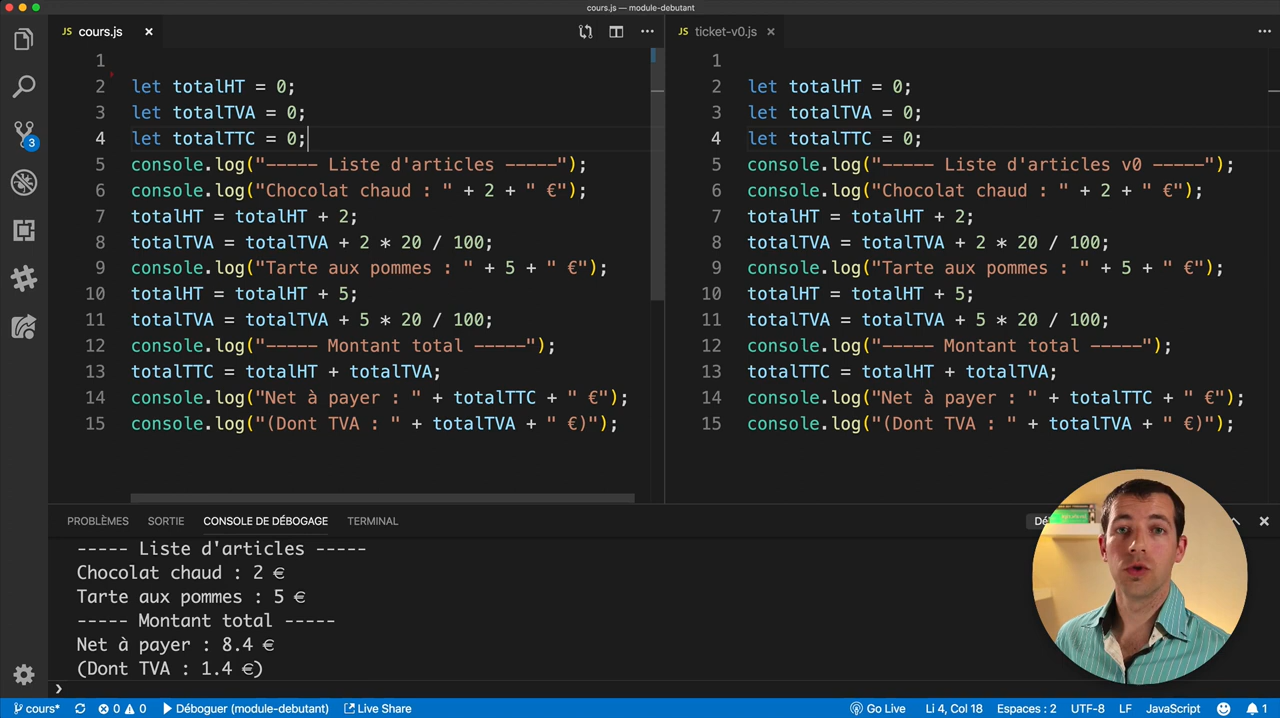 cours.js — module-debutant
JS cours.js ×
1
2 let totalHT = 0;
3 let totalTVA = 0;
4 let totalTTC = 0;
5 console.log("----- Liste d'articles -----");
6 console.log("Chocolat chaud : " + 2 + " €");
7 totalHT = totalHT + 2;
8 totalTVA = totalTVA + 2 * 20 / 100;
9 console.log("Tarte aux pommes : " + 5 + " €");
10 totalHT = totalHT + 5;
11 totalTVA = totalTVA + 5 * 20 / 100;
12 console.log("----- Montant total -----");
13 totalTTC = totalHT + totalTVA;
14 console.log("Net à payer : " + totalTTC + " €");
15 console.log("(Dont TVA : " + totalTVA + " €)");
JS ticket-v0.js ×
1
2 let totalHT = 0;
3 let totalTVA = 0;
4 let totalTTC = 0;
5 console.log("----- Liste d'articles v0 -----");
6 console.log("Chocolat chaud : " + 2 + " €");
7 totalHT = totalHT + 2;
8 totalTVA = totalTVA + 2 * 20 / 100;
9 console.log("Tarte aux pommes : " + 5 + " €");
10 totalHT = totalHT + 5;
11 totalTVA = totalTVA + 5 * 20 / 100;
12 console.log("----- Montant total -----");
13 totalTTC = totalHT + totalTVA;
14 console.log("Net à payer : " + totalTTC + " €");
15 console.log("(Dont TVA : " + totalTVA + " €)");
3
PROBLÈMES SORTIE CONSOLE DE DÉBOGAGE TERMINAL
----- Liste d'articles -----
Chocolat chaud : 2 €
Tarte aux pommes : 5 €
----- Montant total -----
Net à payer : 8.4 €
(Dont TVA : 1.4 €)
cours* 0 0 Déboguer (module-debutant) Live Share Go Live Li 4, Col 18 Espaces : 2 UTF-8 LF JavaScript 1